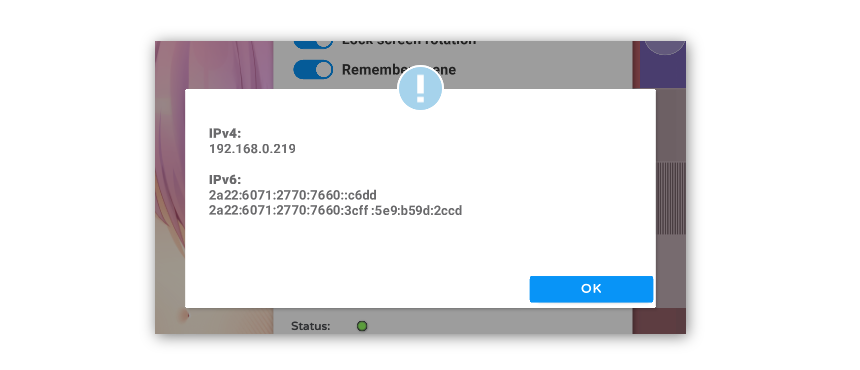 Lock screen rotation
IPv4:
192.168.0.219
IPv6:
2a22:6071:2770:7660::c6dd
2a22:6071:2770:7660:3cff:5e9:b59d:2ccd
OK
Status: